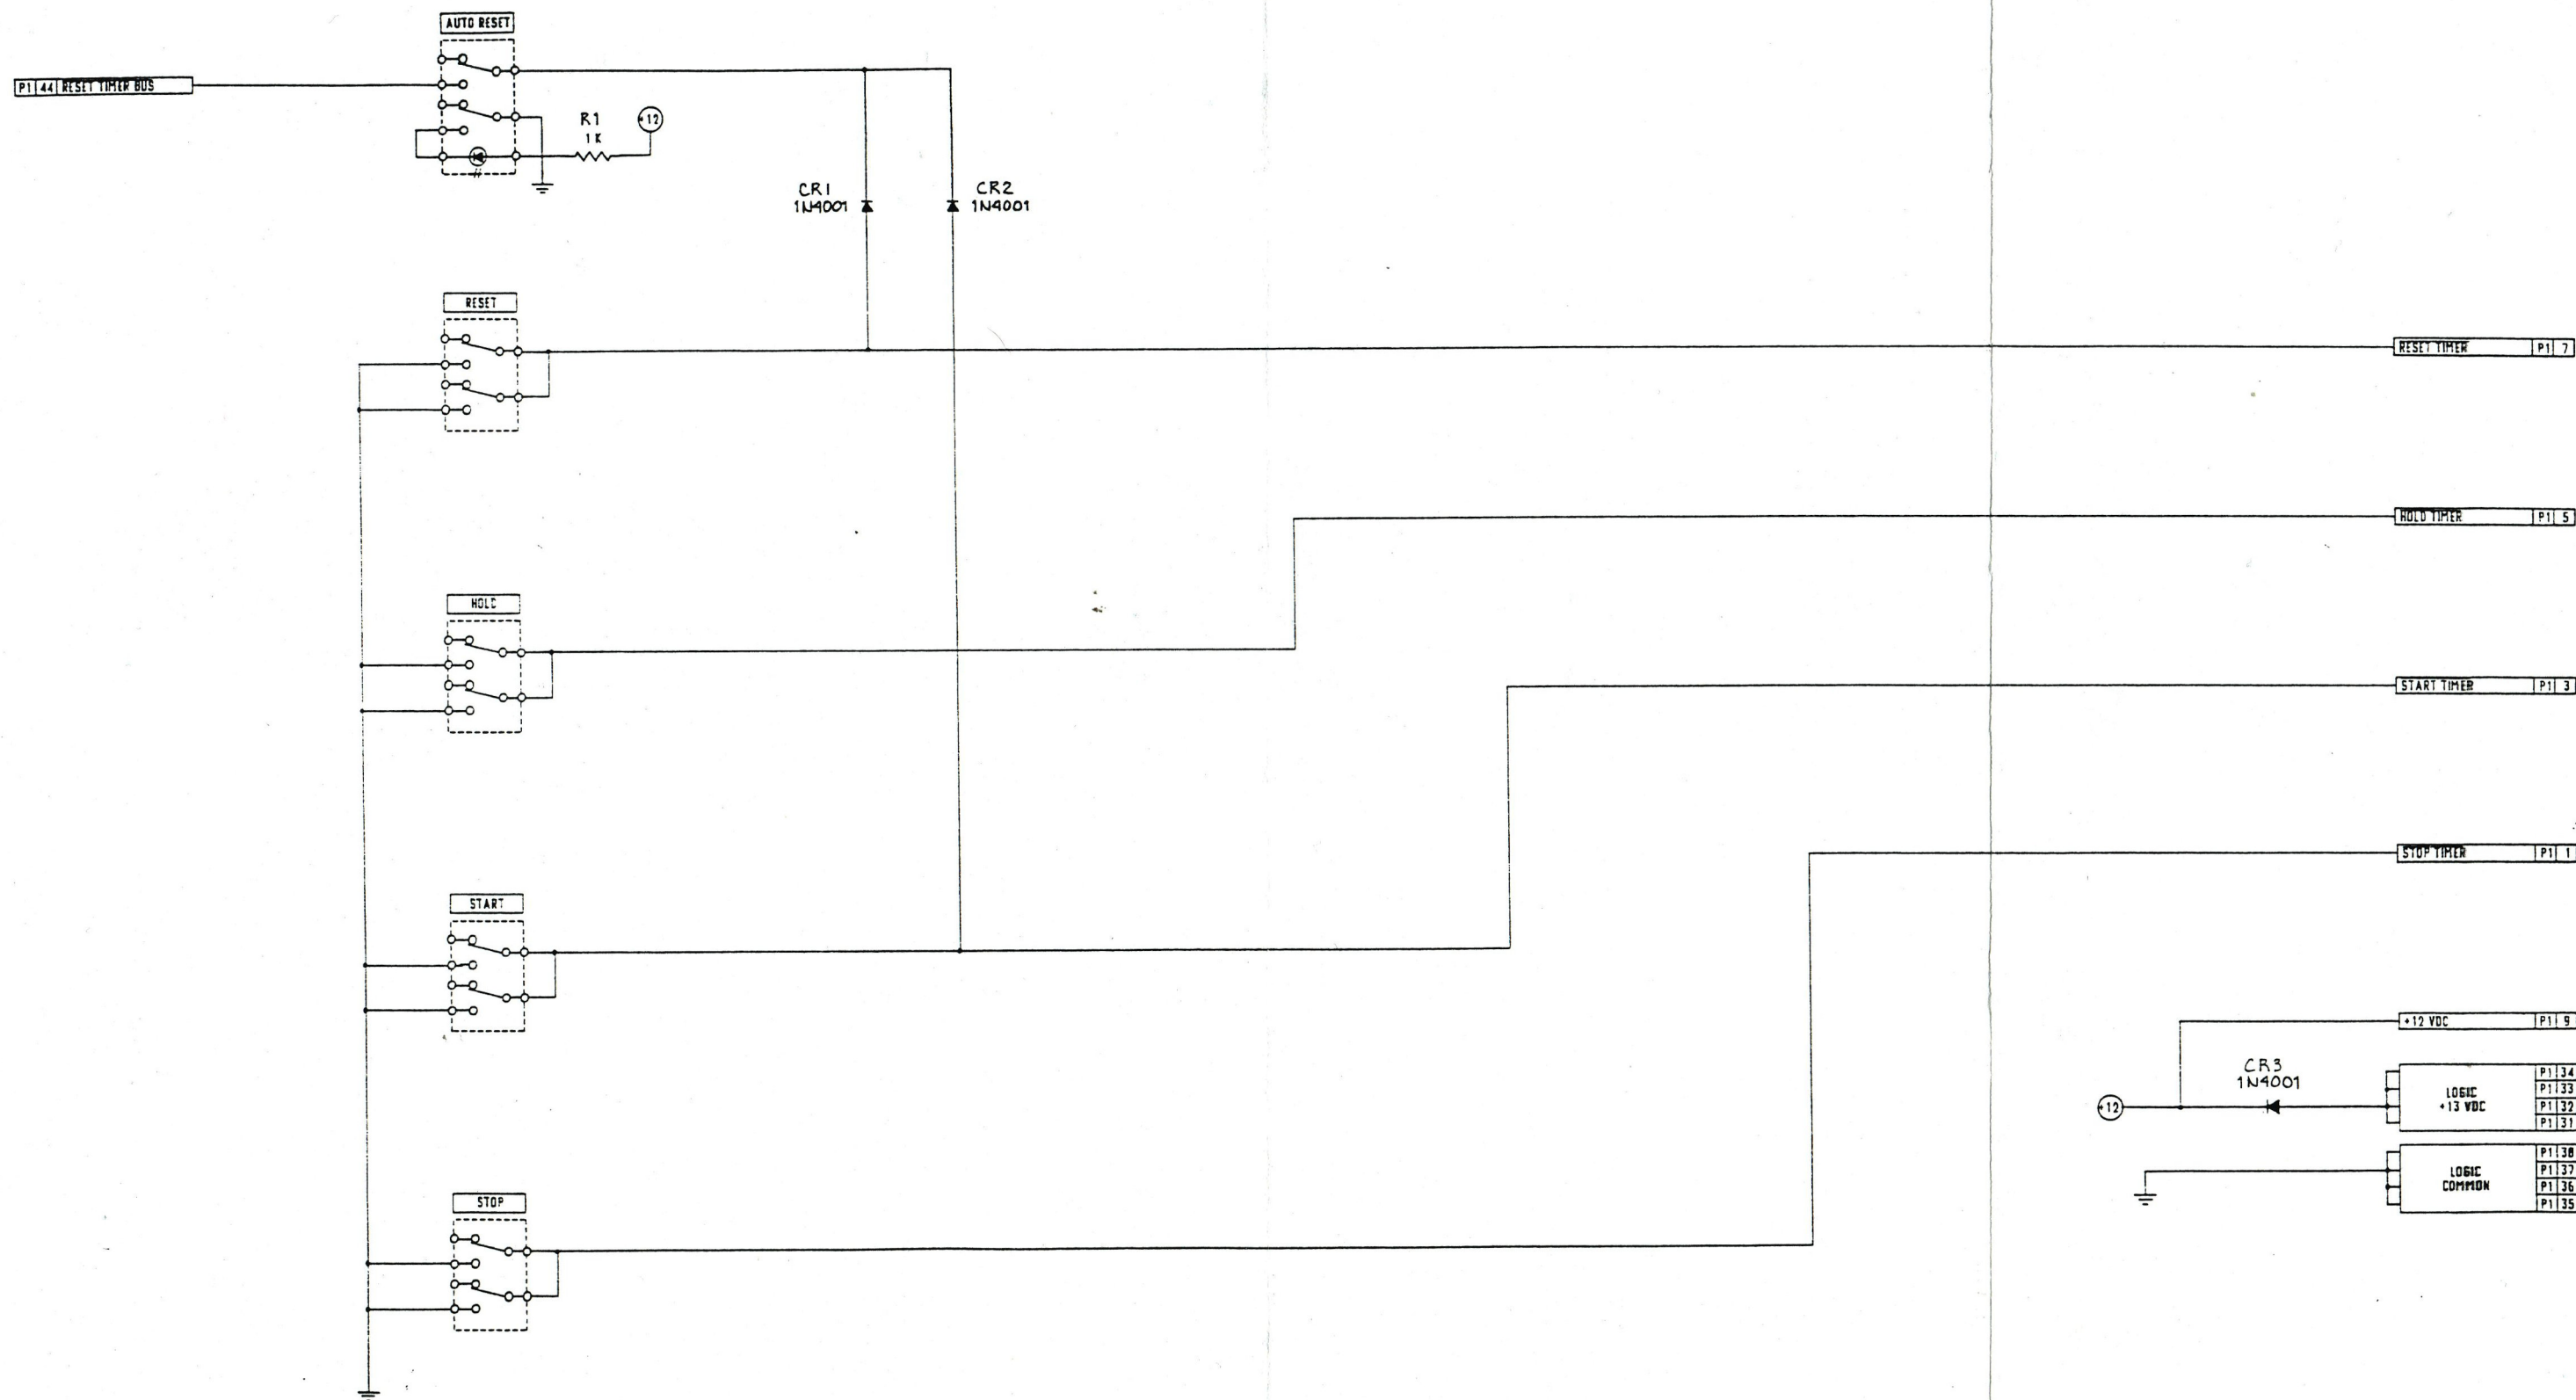 AUTO RESET
P1 44 RESET TIMER BUS
R1
1K
+12
CR1
1N4001
CR2
1N4001
RESET
RESET TIMER P1 7
HOLD TIMER P1 5
HOLD
START TIMER P1 3
STOP TIMER P1 1
START
+12 VDC P1 9
CR3
1N4001
+12
LOGIC
+13 VDC
P1 34
P1 33
P1 32
P1 31
LOGIC
COMMON
P1 38
P1 37
P1 36
P1 35
STOP